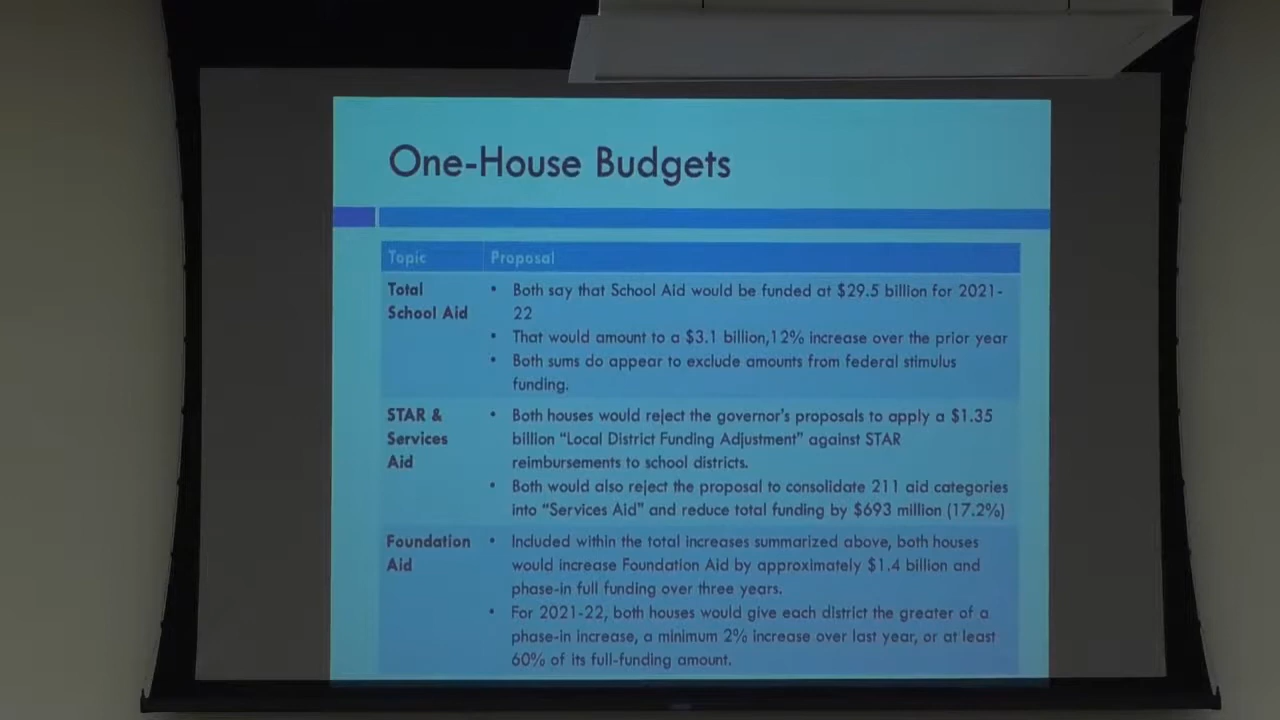 One-House Budgets
Topic Proposal
Total
School Aid
• Both say that School Aid would be funded at $29.5 billion for 2021-
22
• That would amount to a $3.1 billion,12% increase over the prior year
• Both sums do appear to exclude amounts from federal stimulus
funding.
STAR &
Services
Aid
• Both houses would reject the governor's proposals to apply a $1.35
billion "Local District Funding Adjustment" against STAR
reimbursements to school districts.
• Both would also reject the proposal to consolidate 211 aid categories
into "Services Aid" and reduce total funding by $693 million (17.2%)
Foundation
Aid
• Included within the total increases summarized above, both houses
would increase Foundation Aid by approximately $1.4 billion and
phase-in full funding over three years.
• For 2021-22, both houses would give each district the greater of a
phase-in increase, a minimum 2% increase over last year, or at least
60% of its full-funding amount.